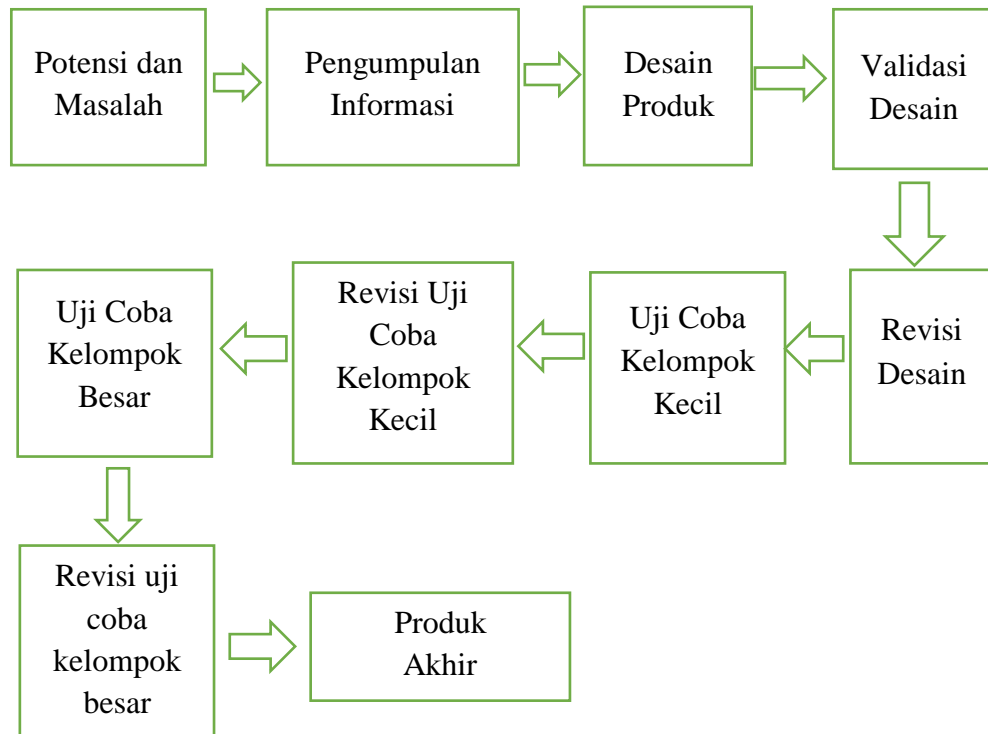 Potensi dan
Masalah
Pengumpulan
Informasi
Desain
Produk
Validasi
Desain
Revisi
Desain
Uji Coba
Kelompok
Kecil
Revisi Uji
Coba
Kelompok
Kecil
Uji Coba
Kelompok
Besar
Revisi uji
coba
kelompok
besar
Produk
Akhir